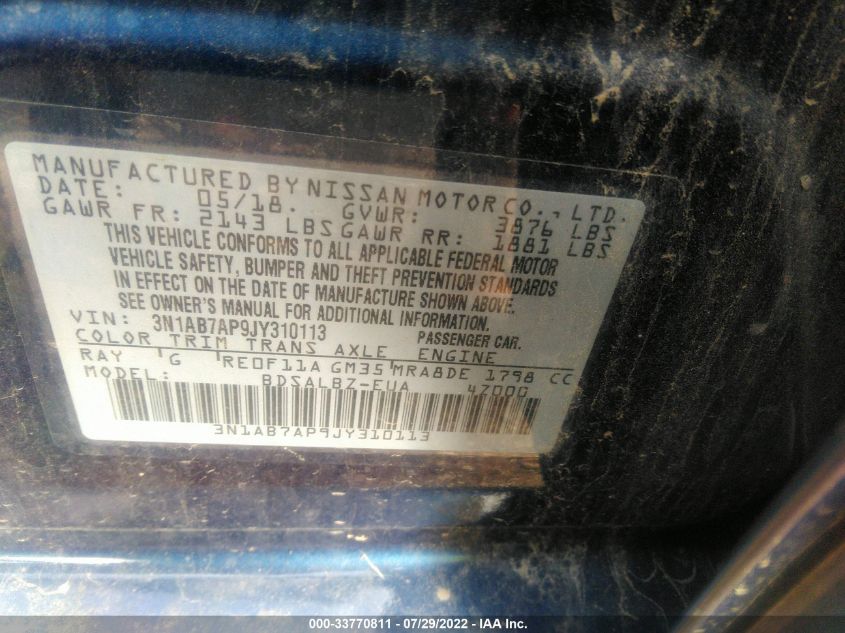 MANUFACTURED BY NISSAN MOTOR CO., LTD.
DATE: 05/18. GVWR: 3876 LBS
GAWR FR: 2143 LBS GAWR RR: 1881 LBS
THIS VEHICLE CONFORMS TO ALL APPLICABLE FEDERAL MOTOR
VEHICLE SAFETY, BUMPER AND THEFT PREVENTION STANDARDS
IN EFFECT ON THE DATE OF MANUFACTURE SHOWN ABOVE.
SEE OWNER'S MANUAL FOR ADDITIONAL INFORMATION.
VIN: 3N1AB7AP9JY310113 PASSENGER CAR.
COLOR TRIM TRANS AXLE ENGINE
RAY G RE0F11A GM35 MRA8DE 1798 CC
MODEL: BDSALBZ-EUA 47000
3N1AB7AP9JY310113
000-33770811 - 07/29/2022 - IAA Inc.